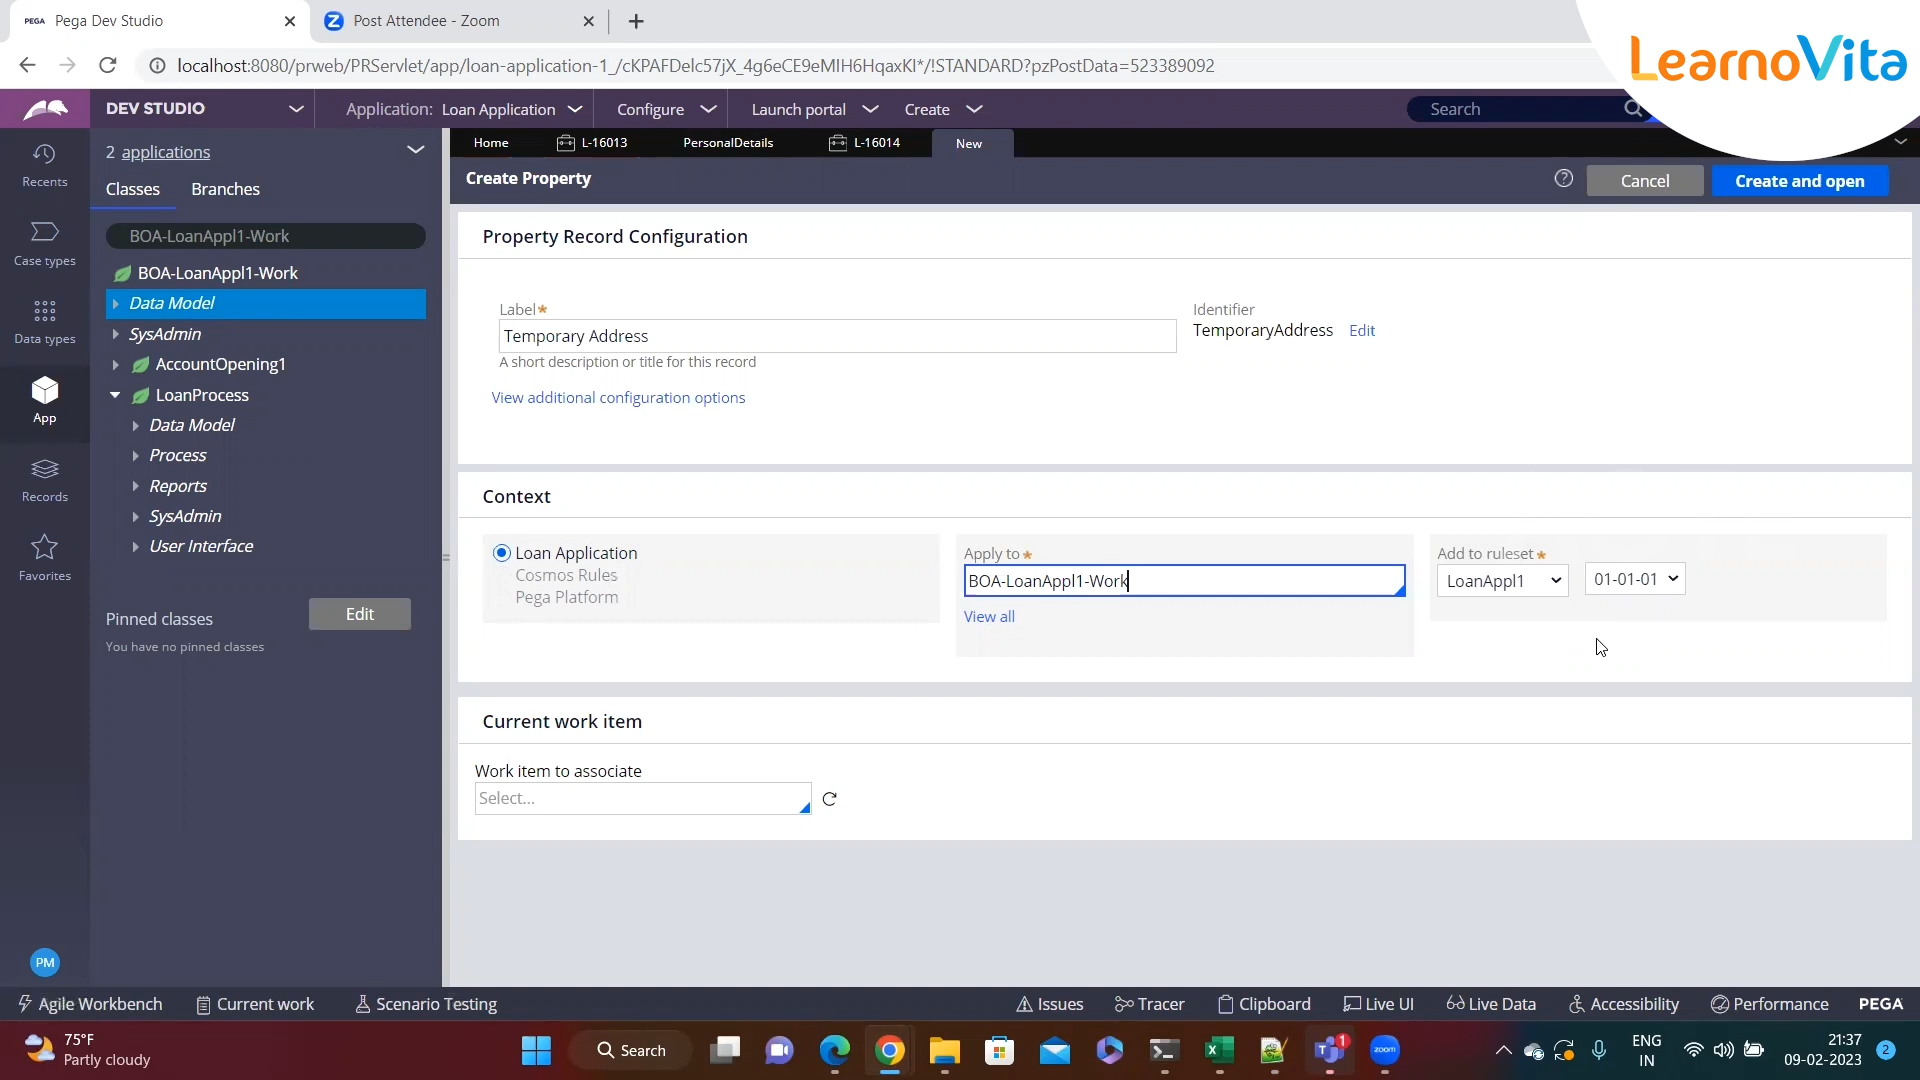 PEGA Pega Dev Studio
Z Post Attendee - Zoom
localhost:8080/prweb/PRServlet/app/loan-application-1_/cKPAFDelc57jX_4g6eCE9eMIH6HqaxKl*/!STANDARD?pzPostData=523389092
LearnoVita
DEV STUDIO
Application: Loan Application
Configure
Launch portal
Create
Search
Recents
Case types
Data types
App
Records
Favorites
PM
2 applications
Classes Branches
BOA-LoanAppl1-Work
BOA-LoanAppl1-Work
Data Model
SysAdmin
AccountOpening1
LoanProcess
Data Model
Process
Reports
SysAdmin
User Interface
Pinned classes
Edit
You have no pinned classes
Home L-16013 PersonalDetails L-16014 New
Create Property
Cancel
Create and open
Property Record Configuration
Label*
Temporary Address
A short description or title for this record
Identifier
TemporaryAddress Edit
View additional configuration options
Context
Loan Application
Cosmos Rules
Pega Platform
Apply to*
BOA-LoanAppl1-Work
View all
Add to ruleset*
LoanAppl1 01-01-01
Current work item
Work item to associate
Select...
Agile Workbench Current work Scenario Testing Issues Tracer Clipboard Live UI Live Data Accessibility Performance PEGA
75°F
Partly cloudy
Search
1
zoom
ENG
IN
21:37
09-02-2023
2